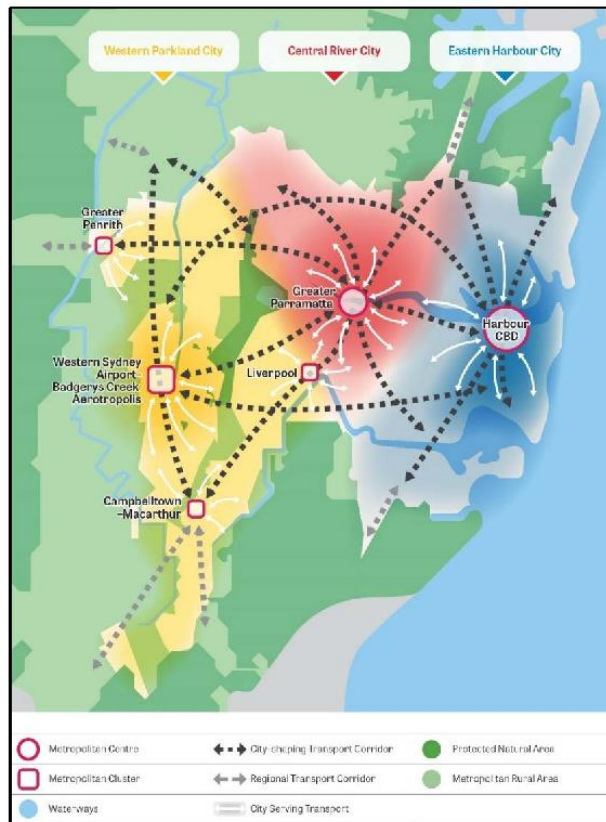 Western Parkland City
Central River City
Eastern Harbour City
Greater
Penrith
Greater
Parramatta
Harbour
CBD
Western Sydney
Airport-
Badgerys Creek
Aerotropolis
Liverpool
Campbelltown
-Macarthur
Metropolitan Centre
City-shaping Transport Corridor
Protected Natural Area
Metropolitan Cluster
Regional Transport Corridor
Metropolitan Rural Area
Waterways
City Serving Transport